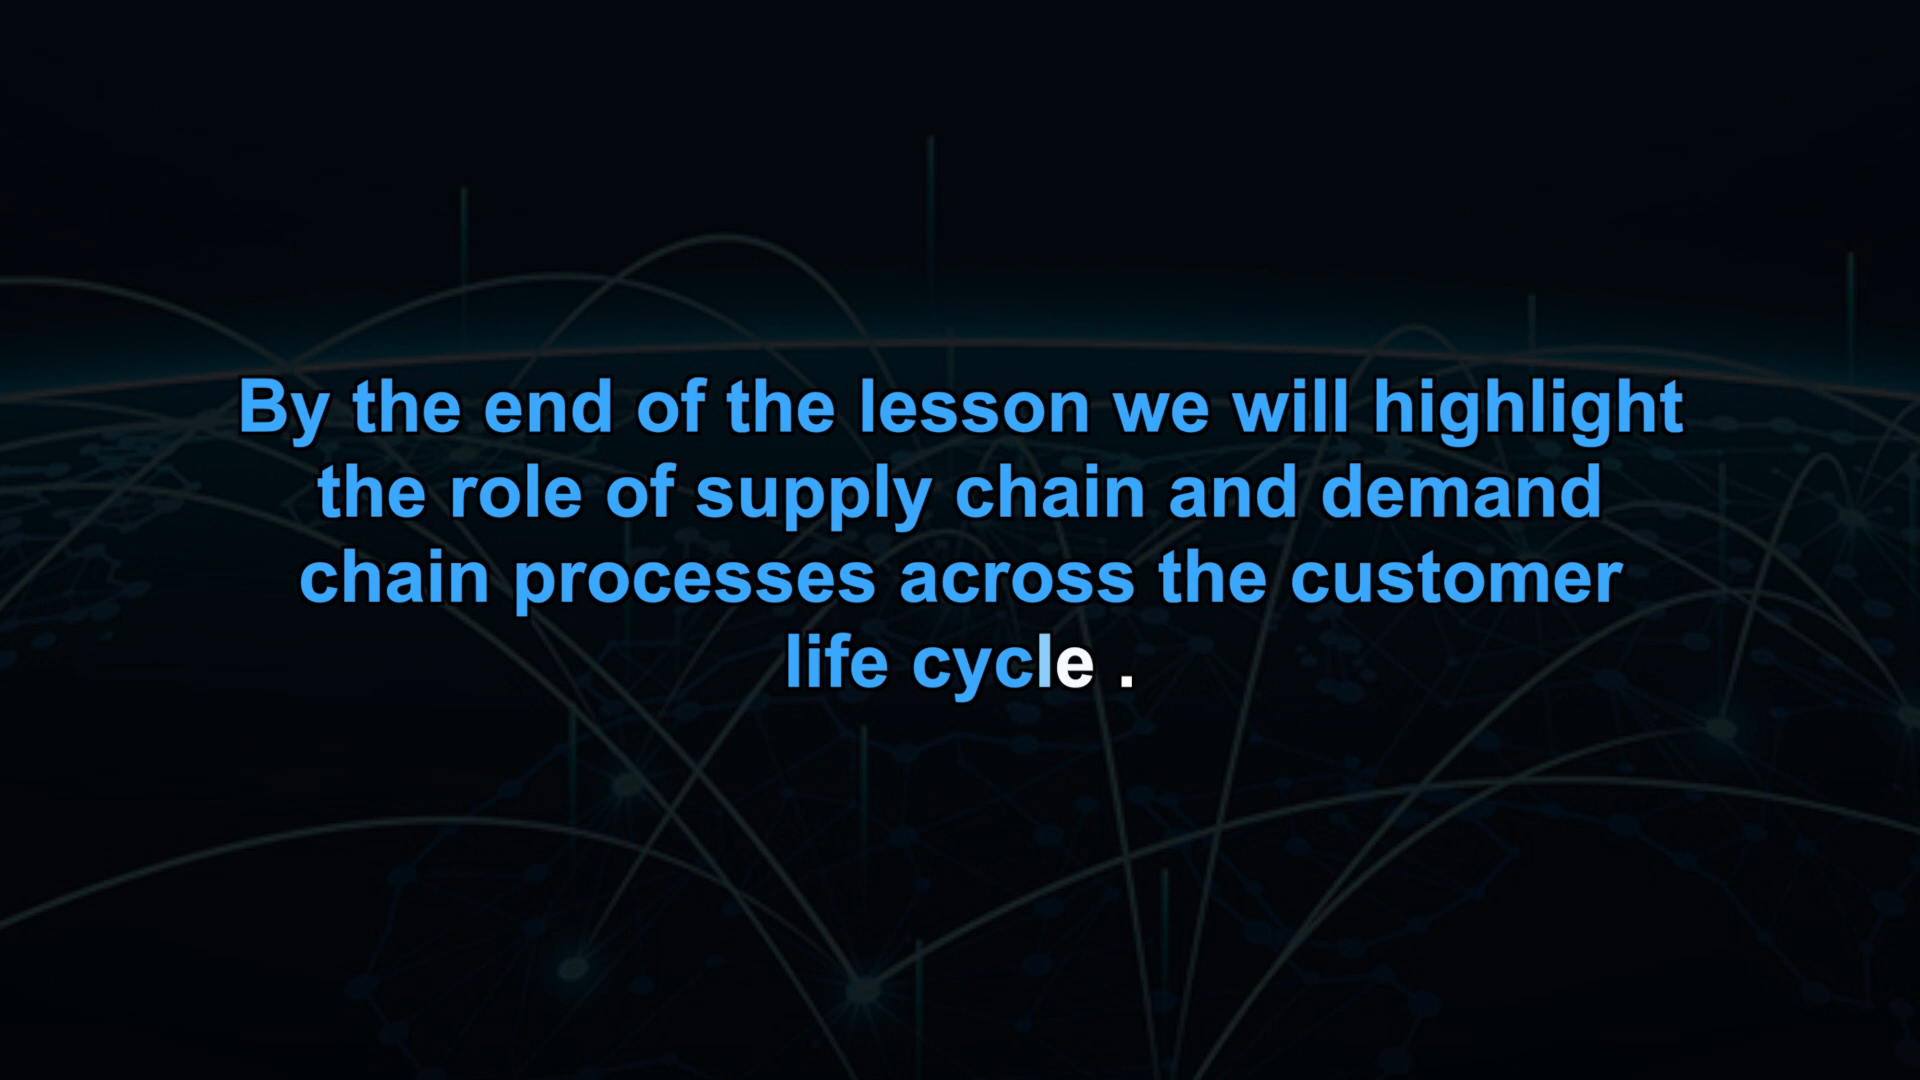 By the end of the lesson we will highlight
the role of supply chain and demand
chain processes across the customer
life cycle .